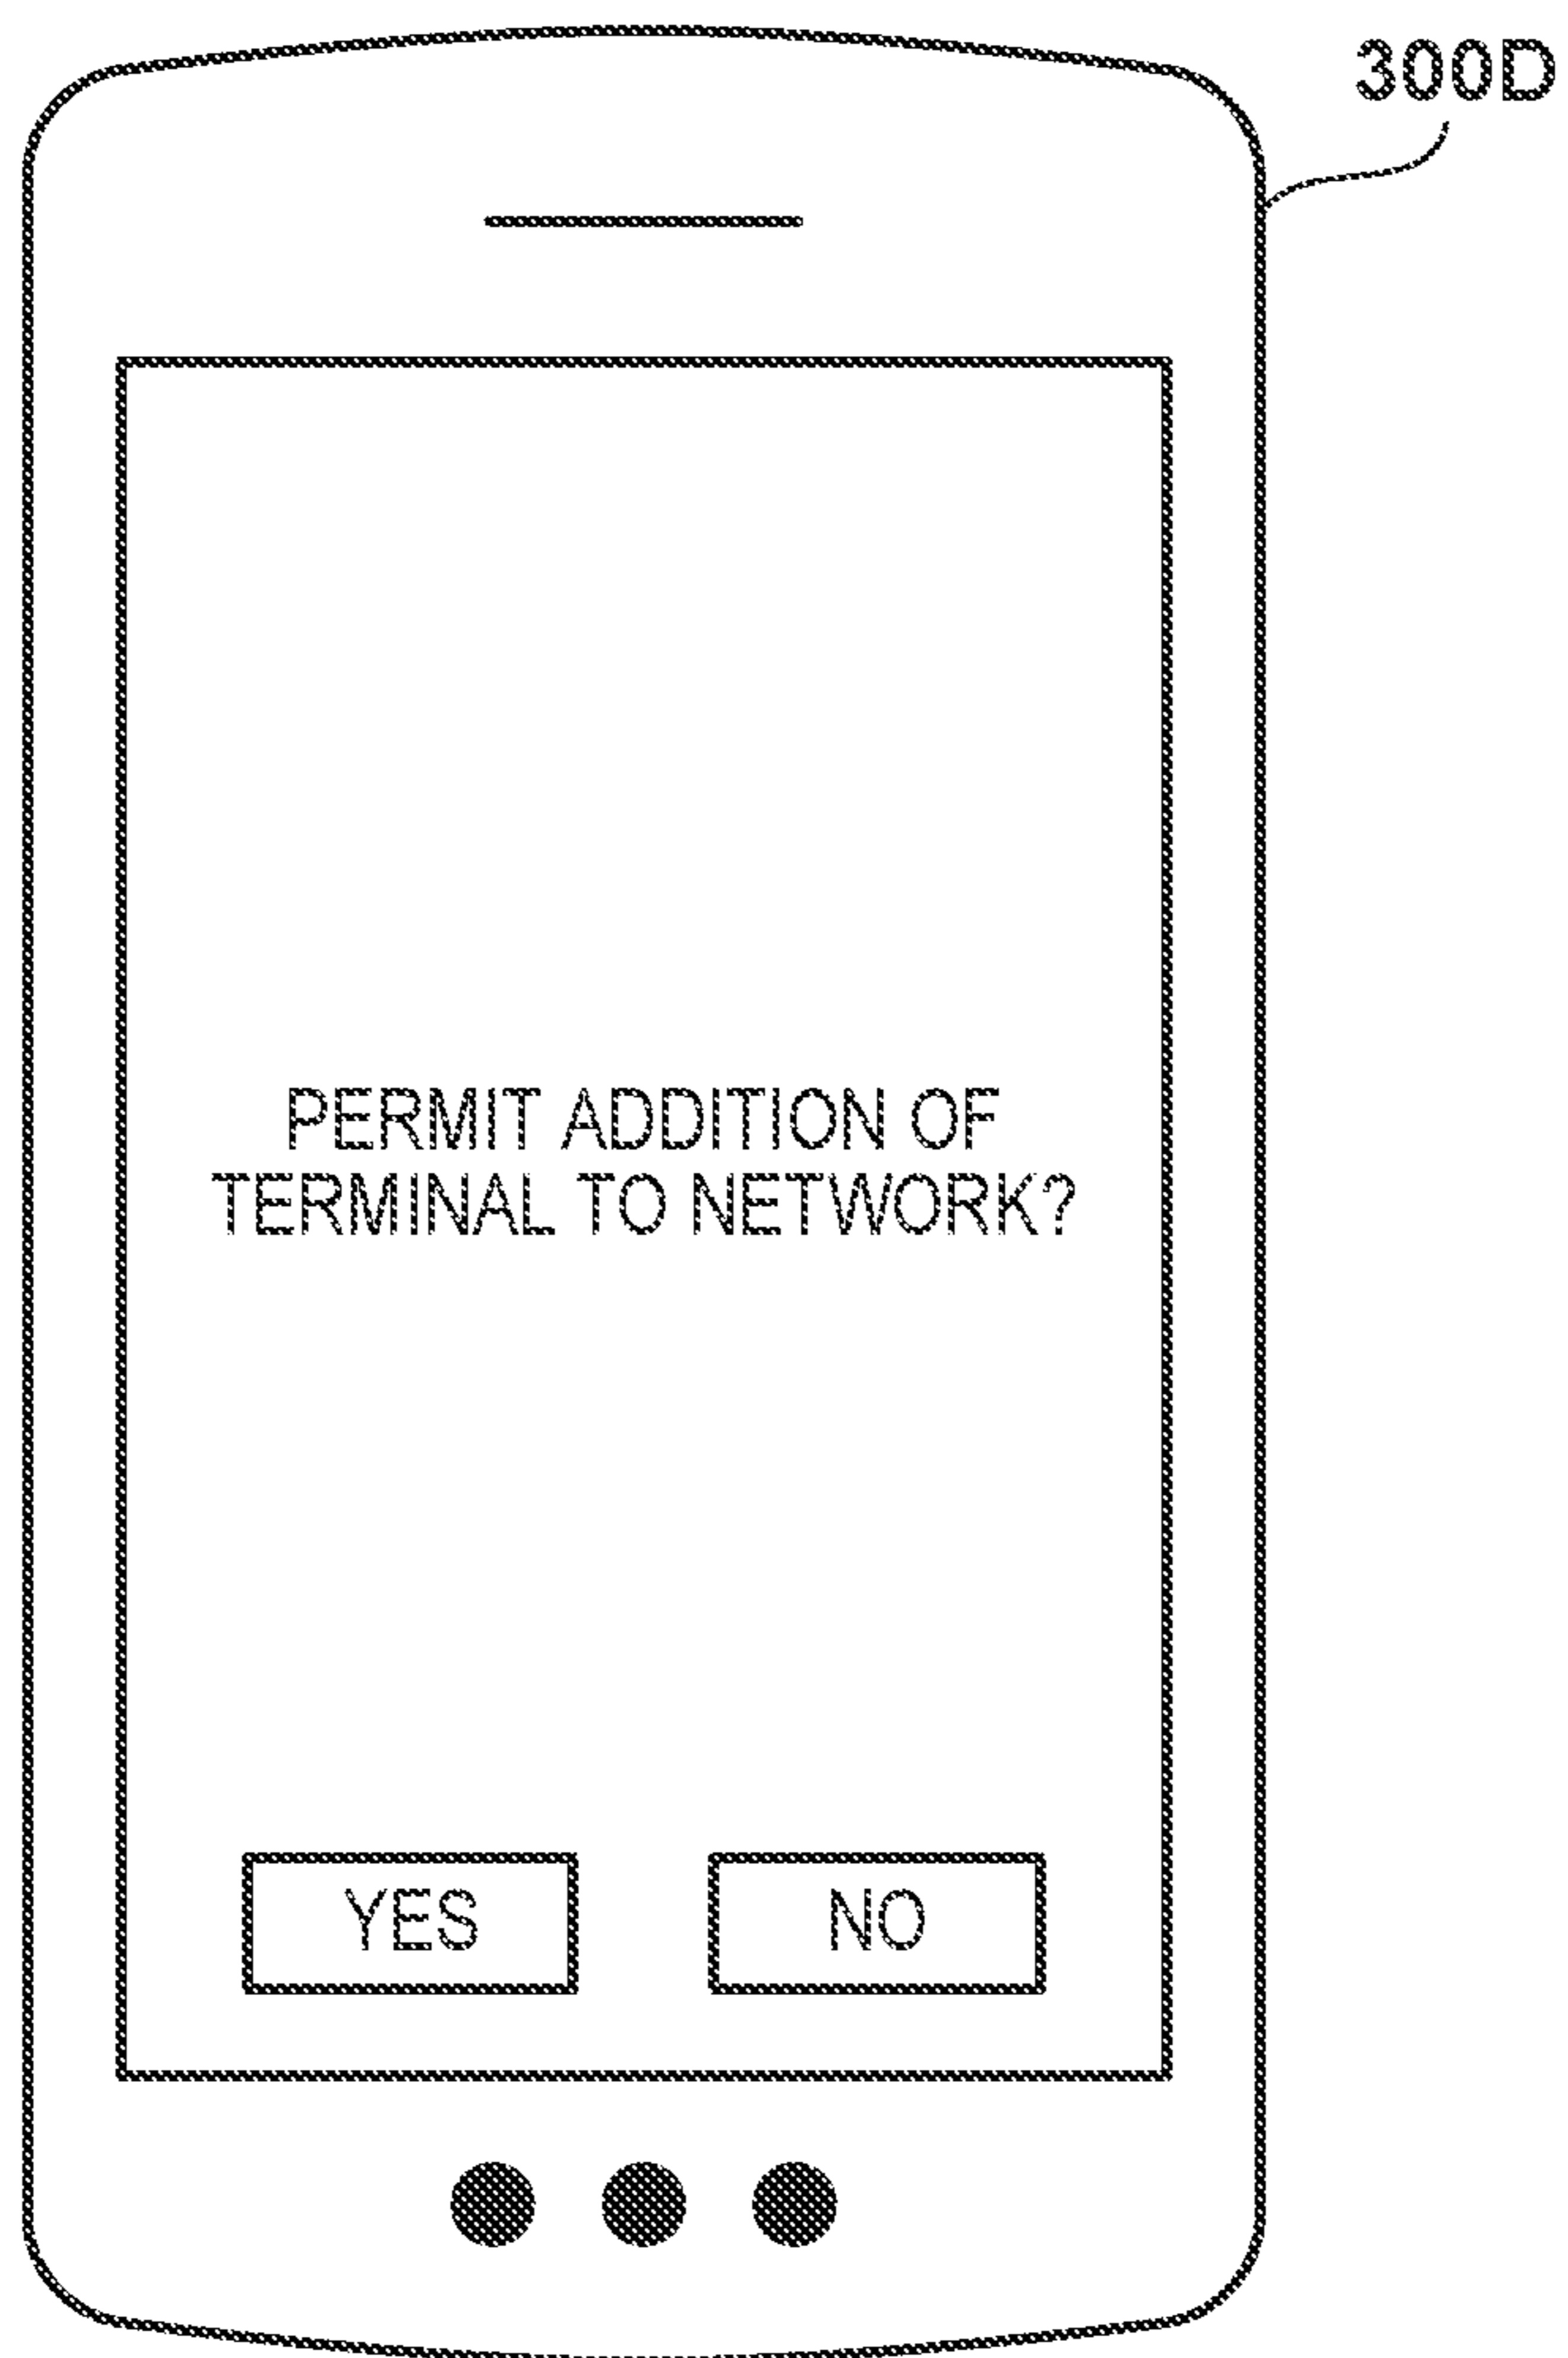 300D
PERMIT ADDITION OF
TERMINAL TO NETWORK?
YES
NO